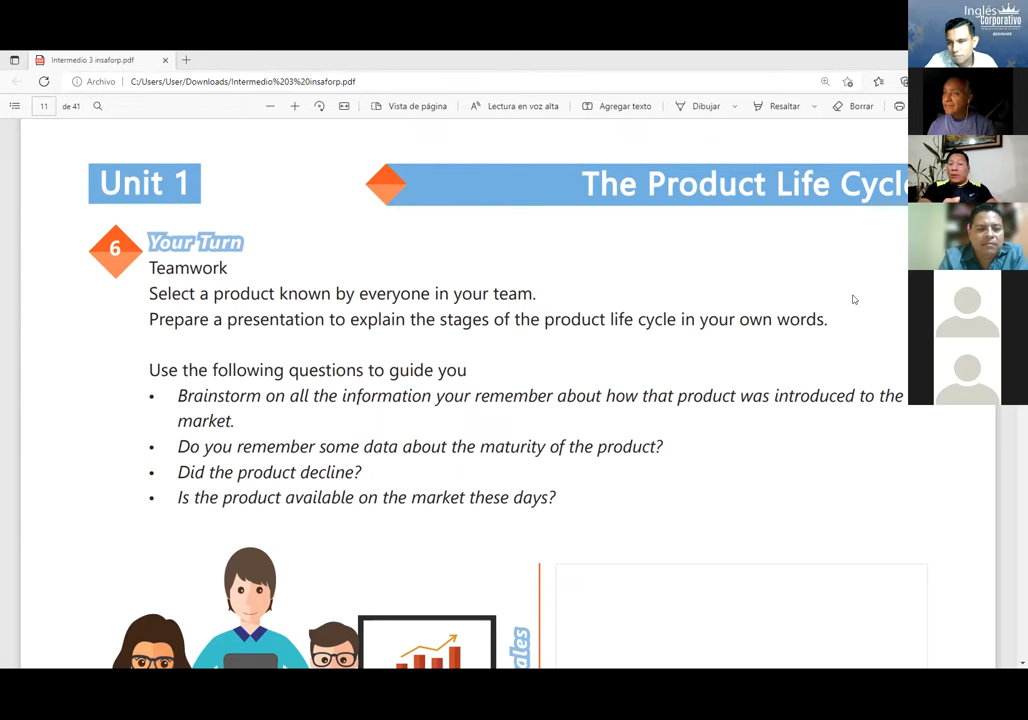 Inglés
Corporativo
BEGINNER
Intermedio 3 insaforp.pdf
Archivo
C:/Users/User/Downloads/Intermedio%203%20insaforp.pdf
11 de 41
Vista de página
Lectura en voz alta
Agregar texto
Dibujar
Resaltar
Borrar
Unit 1
The Product Life Cycl
6
Your Turn
Teamwork
Select a product known by everyone in your team.
Prepare a presentation to explain the stages of the product life cycle in your own words.
Use the following questions to guide you
• Brainstorm on all the information your remember about how that product was introduced to the
market.
• Do you remember some data about the maturity of the product?
• Did the product decline?
• Is the product available on the market these days?
ales